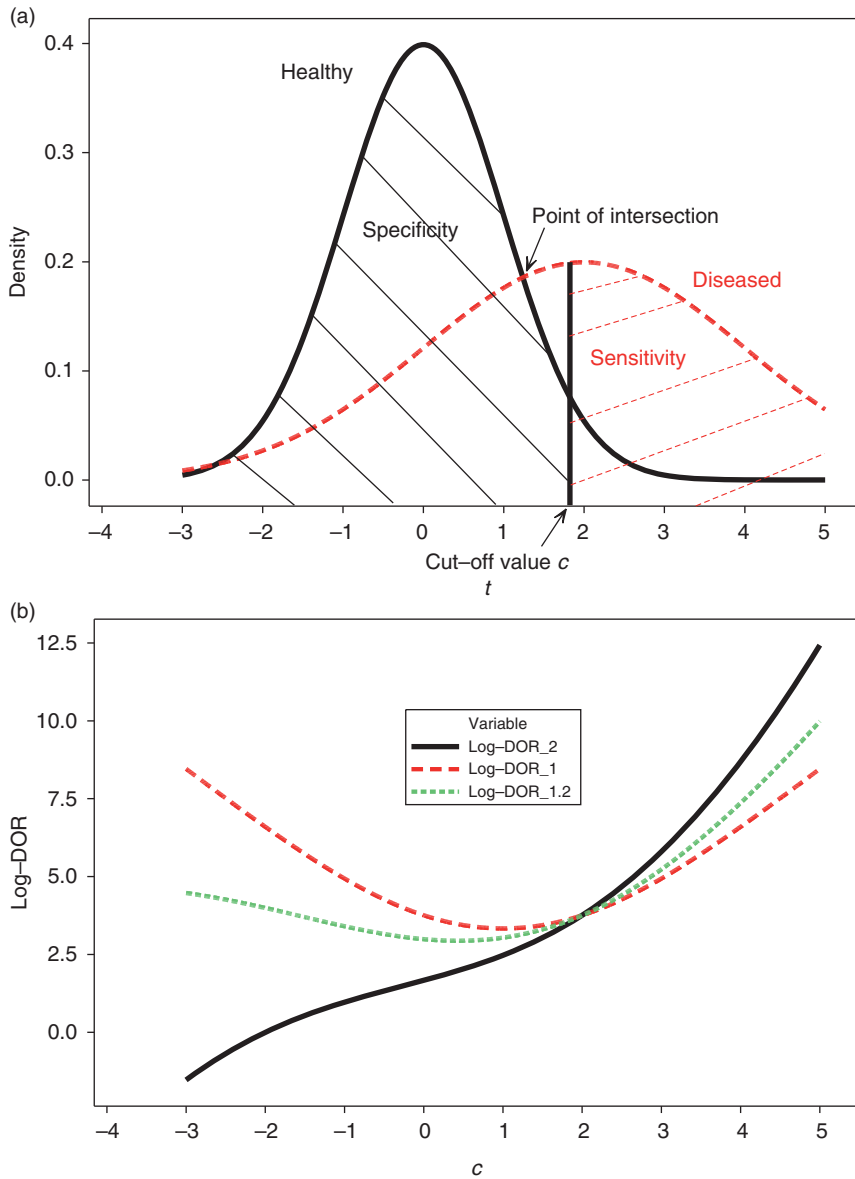 (a)
0.4
0.3
0.2
0.1
0.0
Density
Healthy
Specificity
Point of intersection
Diseased
Sensitivity
–4 –3 –2 –1 0 1 2 3 4 5
Cut–off value c
t
(b)
12.5
10.0
7.5
5.0
2.5
0.0
Log–DOR
Variable
Log–DOR_2
Log–DOR_1
Log–DOR_1.2
–4 –3 –2 –1 0 1 2 3 4 5
c